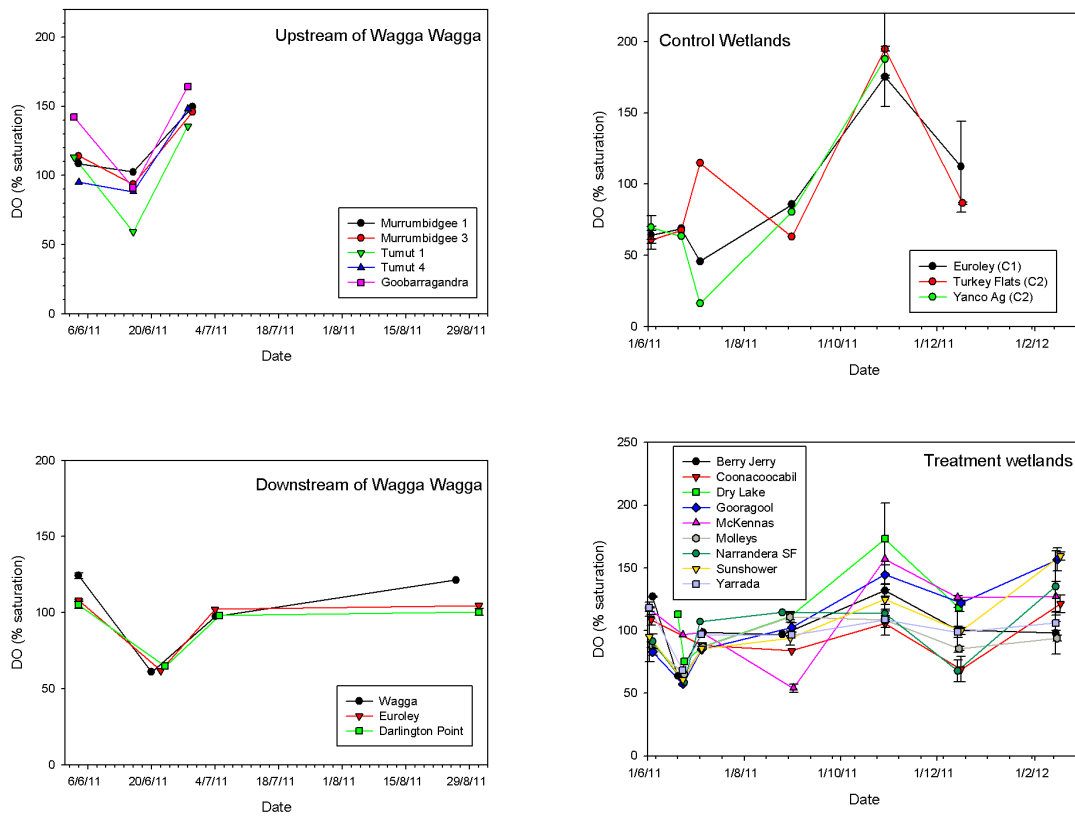 Upstream of Wagga Wagga
DO (% saturation)
200
150
100
50
0
Murrumbidgee 1
Murrumbidgee 3
Tumut 1
Tumut 4
Goobarragandra
6/6/11 20/6/11 4/7/11 18/7/11 1/8/11 15/8/11 29/8/11
Date
Control Wetlands
DO (% saturation)
200
150
100
50
0
Euroley (C1)
Turkey Flats (C2)
Yanco Ag (C2)
1/6/11 1/8/11 1/10/11 1/12/11 1/2/12
Date
Downstream of Wagga Wagga
DO (% saturation)
200
150
100
50
0
Wagga
Euroley
Darlington Point
6/6/11 20/6/11 4/7/11 18/7/11 1/8/11 15/8/11 29/8/11
Date
Treatment wetlands
DO (% saturation)
250
200
150
100
50
0
Berry Jerry
Coonacoocabil
Dry Lake
Gooragool
McKennas
Molleys
Narrandera SF
Sunshower
Yarrada
1/6/11 1/8/11 1/10/11 1/12/11 1/2/12
Date